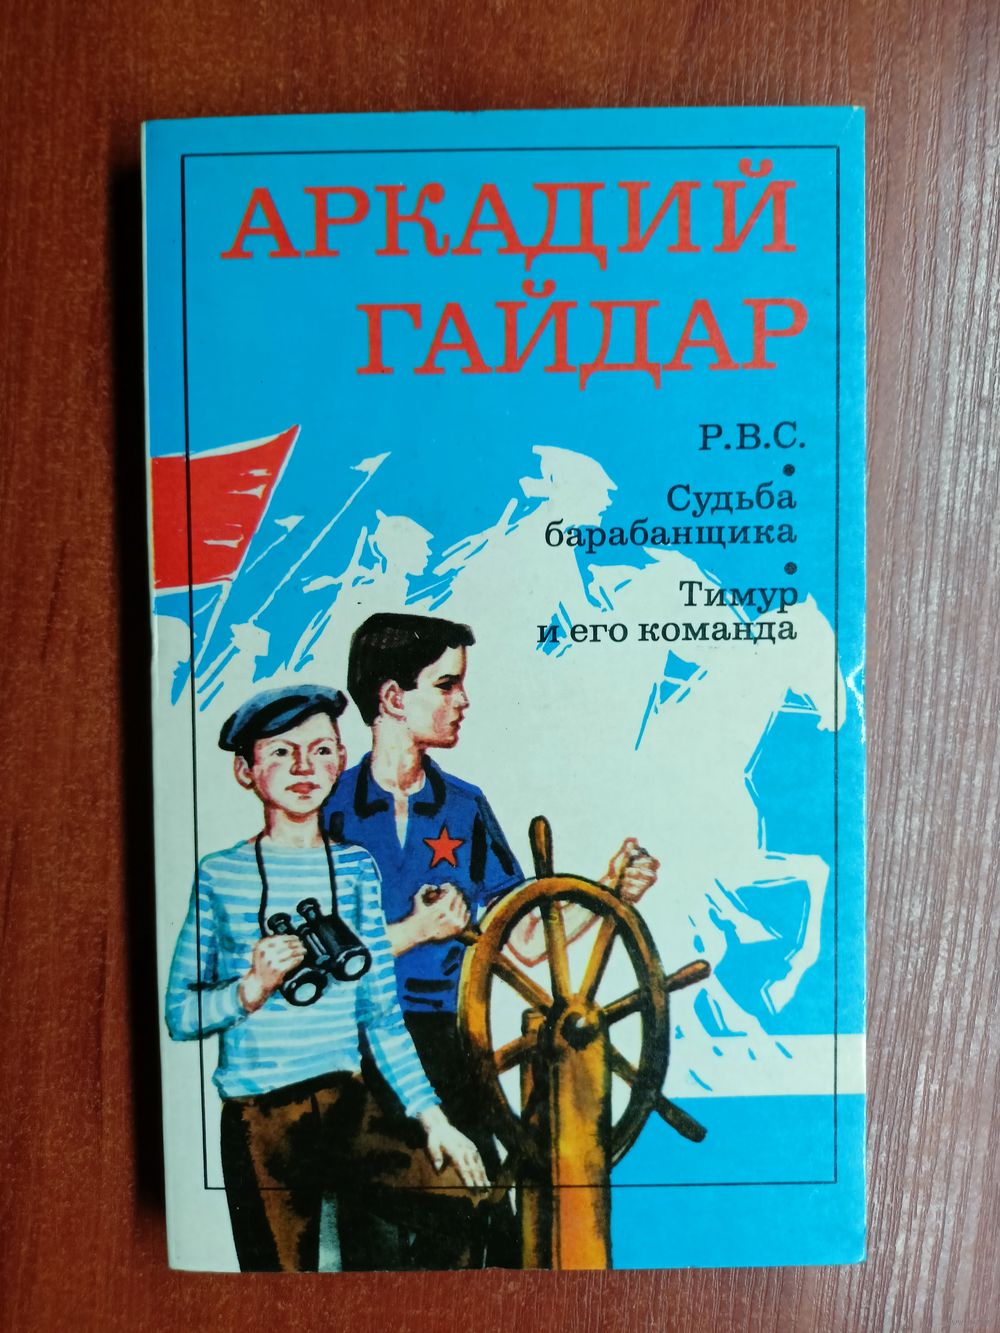 АРКАДИЙ
ГАЙДАР
Р.В.С.
•
Судьба
барабанщика
•
Тимур
и его команда